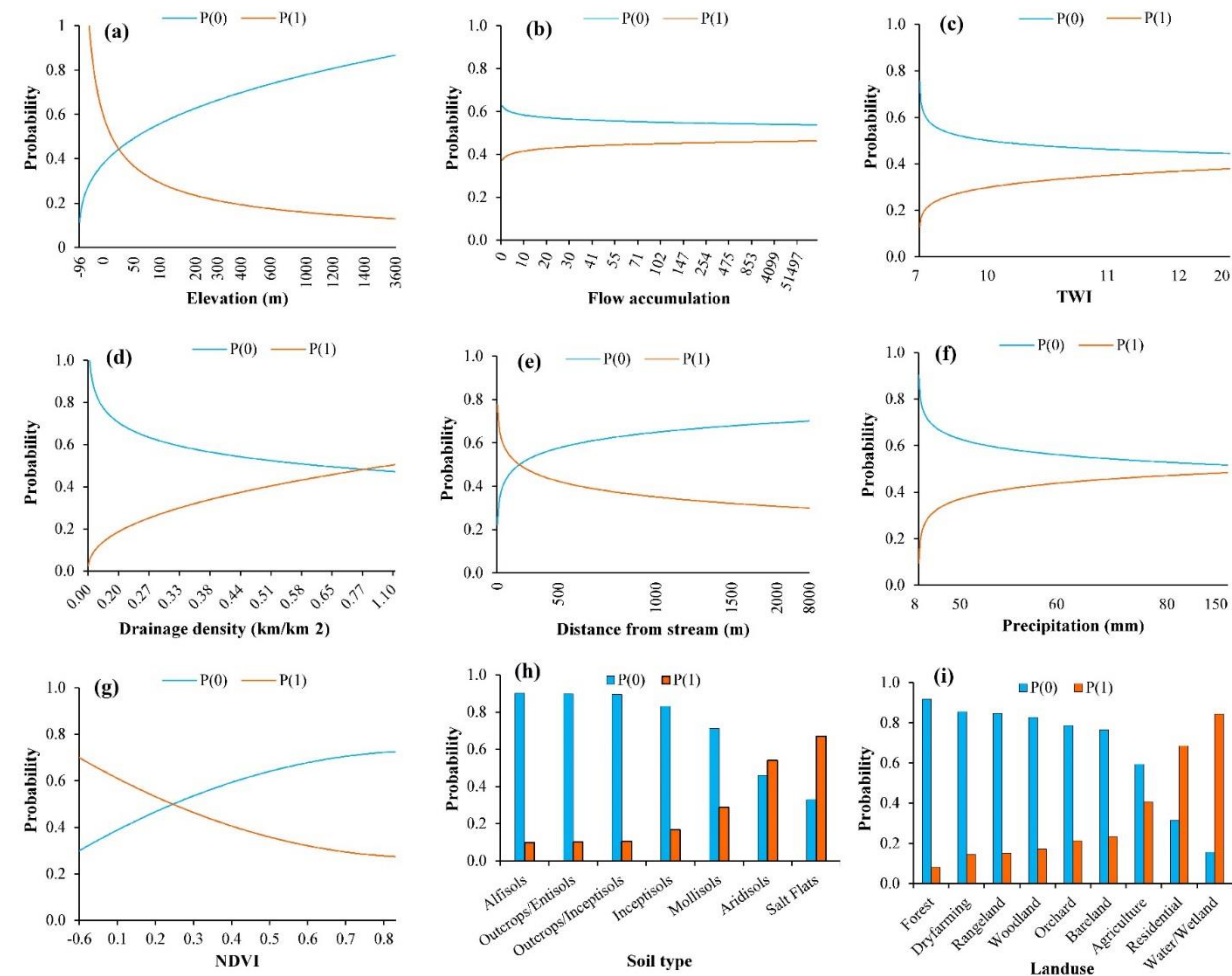 (a)
P(0) P(1)
Probability
1
0.8
0.6
0.4
0.2
0
-96 0 50 100 200 300 400 600 1000 1200 1400 3600
Elevation (m)
(b)
P(0) P(1)
Probability
1.0
0.8
0.6
0.4
0.2
0.0
0 10 20 30 41 55 71 102 147 254 475 853 4099 51497
Flow accumulation
(c)
P(0) P(1)
Probability
1.0
0.8
0.6
0.4
0.2
0.0
7 10 11 12 20
TWI
(d)
P(0) P(1)
Probability
1.0
0.8
0.6
0.4
0.2
0.0
0.00 0.20 0.27 0.33 0.38 0.44 0.51 0.58 0.65 0.77 1.10
Drainage density (km/km 2)
(e)
P(0) P(1)
Probability
1.0
0.8
0.6
0.4
0.2
0.0
0 500 1000 1500 2000 8000
Distance from stream (m)
(f)
P(0) P(1)
Probability
1.0
0.8
0.6
0.4
0.2
0.0
8 50 60 80 150
Precipitation (mm)
(g)
P(0) P(1)
Probability
1.0
0.8
0.6
0.4
0.2
0.0
-0.6 0.1 0.2 0.3 0.4 0.5 0.6 0.7 0.8
NDVI
(h)
P(0) P(1)
Probability
1.0
0.8
0.6
0.4
0.2
0.0
Alfisols Outcrops/Entisols Outcrops/Inceptisols Inceptisols Mollisols Aridisols Salt Flats
Soil type
(i)
P(0) P(1)
Probability
1.0
0.8
0.6
0.4
0.2
0.0
Forest Dryfarming Rangeland Woodland Orchard Bareland Agriculture Residential Water/Wetland
Landuse